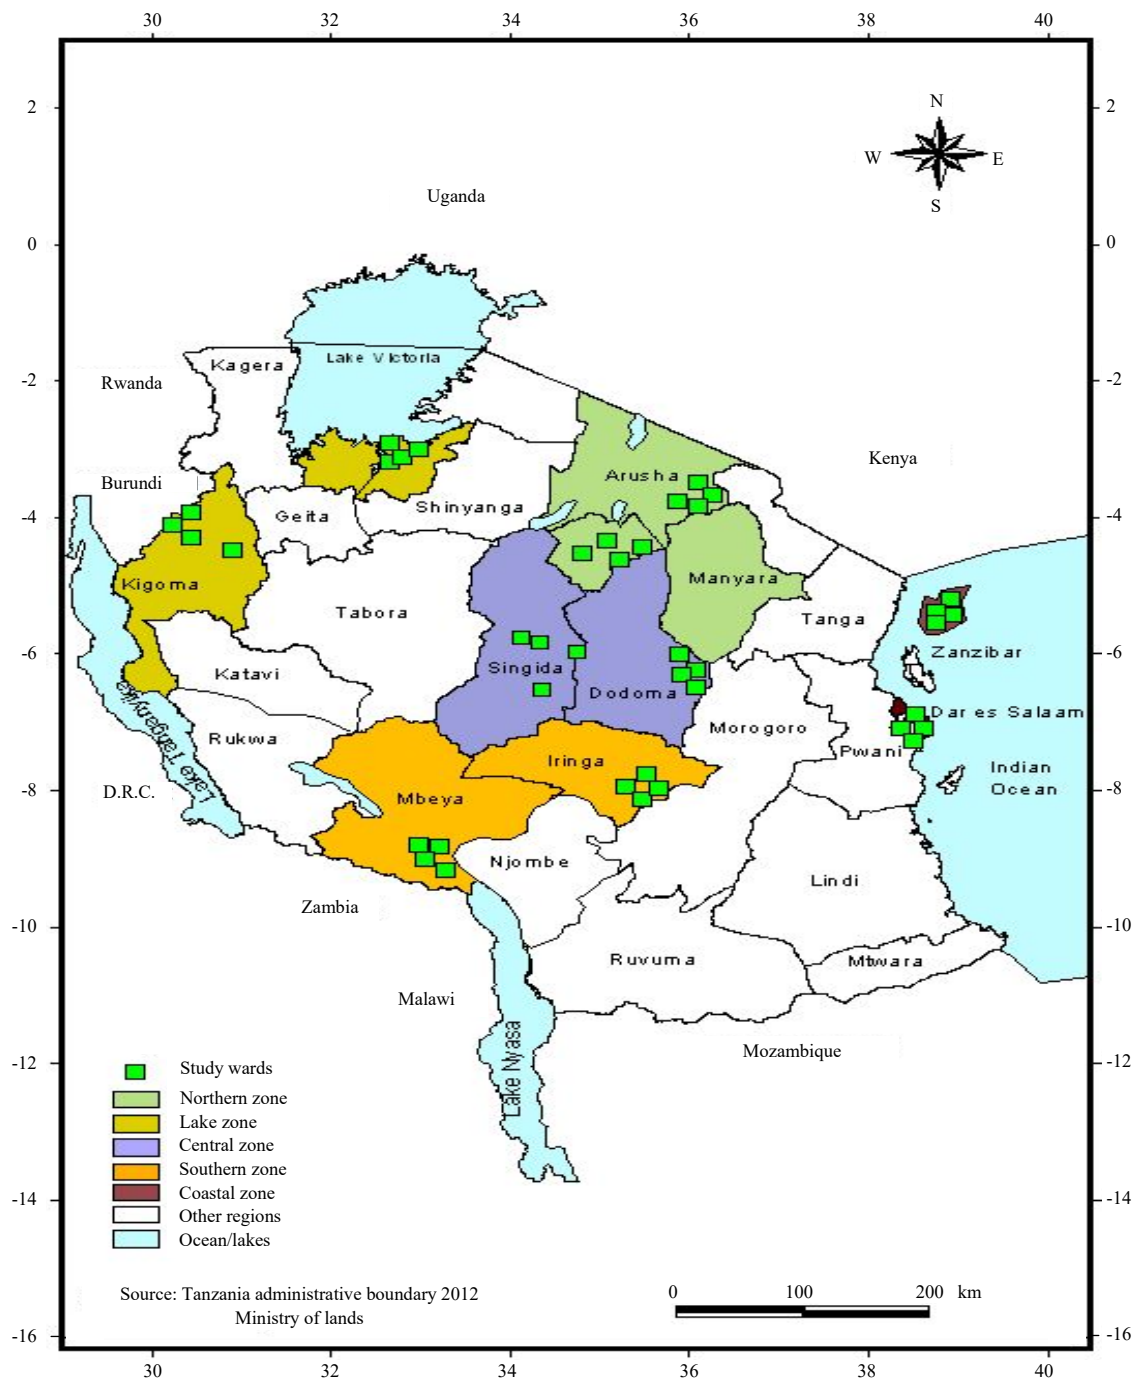 30 32 34 36 38 40
2 2
0 0
-2 -2
-4 -4
-6 -6
-8 -8
-10 -10
-12 -12
-14 -14
-16 -16
N
W E
S
Uganda
Lake Victoria
Kagera
Rwanda
Kenya
Arusha
Burundi
Shinyanga
Geita
Kigoma
Manyara
Tabora
Tanga
Zanzibar
Singida
Katavi
Dodoma
Lake Tanganyika
Dar es Salaam
Morogoro
Rukwa
Pwani
Iringa
Indian
Ocean
D.R.C.
Mbeya
Njombe
Lindi
Zambia
Ruvuma
Mtwara
Malawi
Mozambique
Lake Nyasa
Study wards
Northern zone
Lake zone
Central zone
Southern zone
Coastal zone
Other regions
Ocean/lakes
Source: Tanzania administrative boundary 2012
Ministry of lands
0 100 200 km
30 32 34 36 38 40